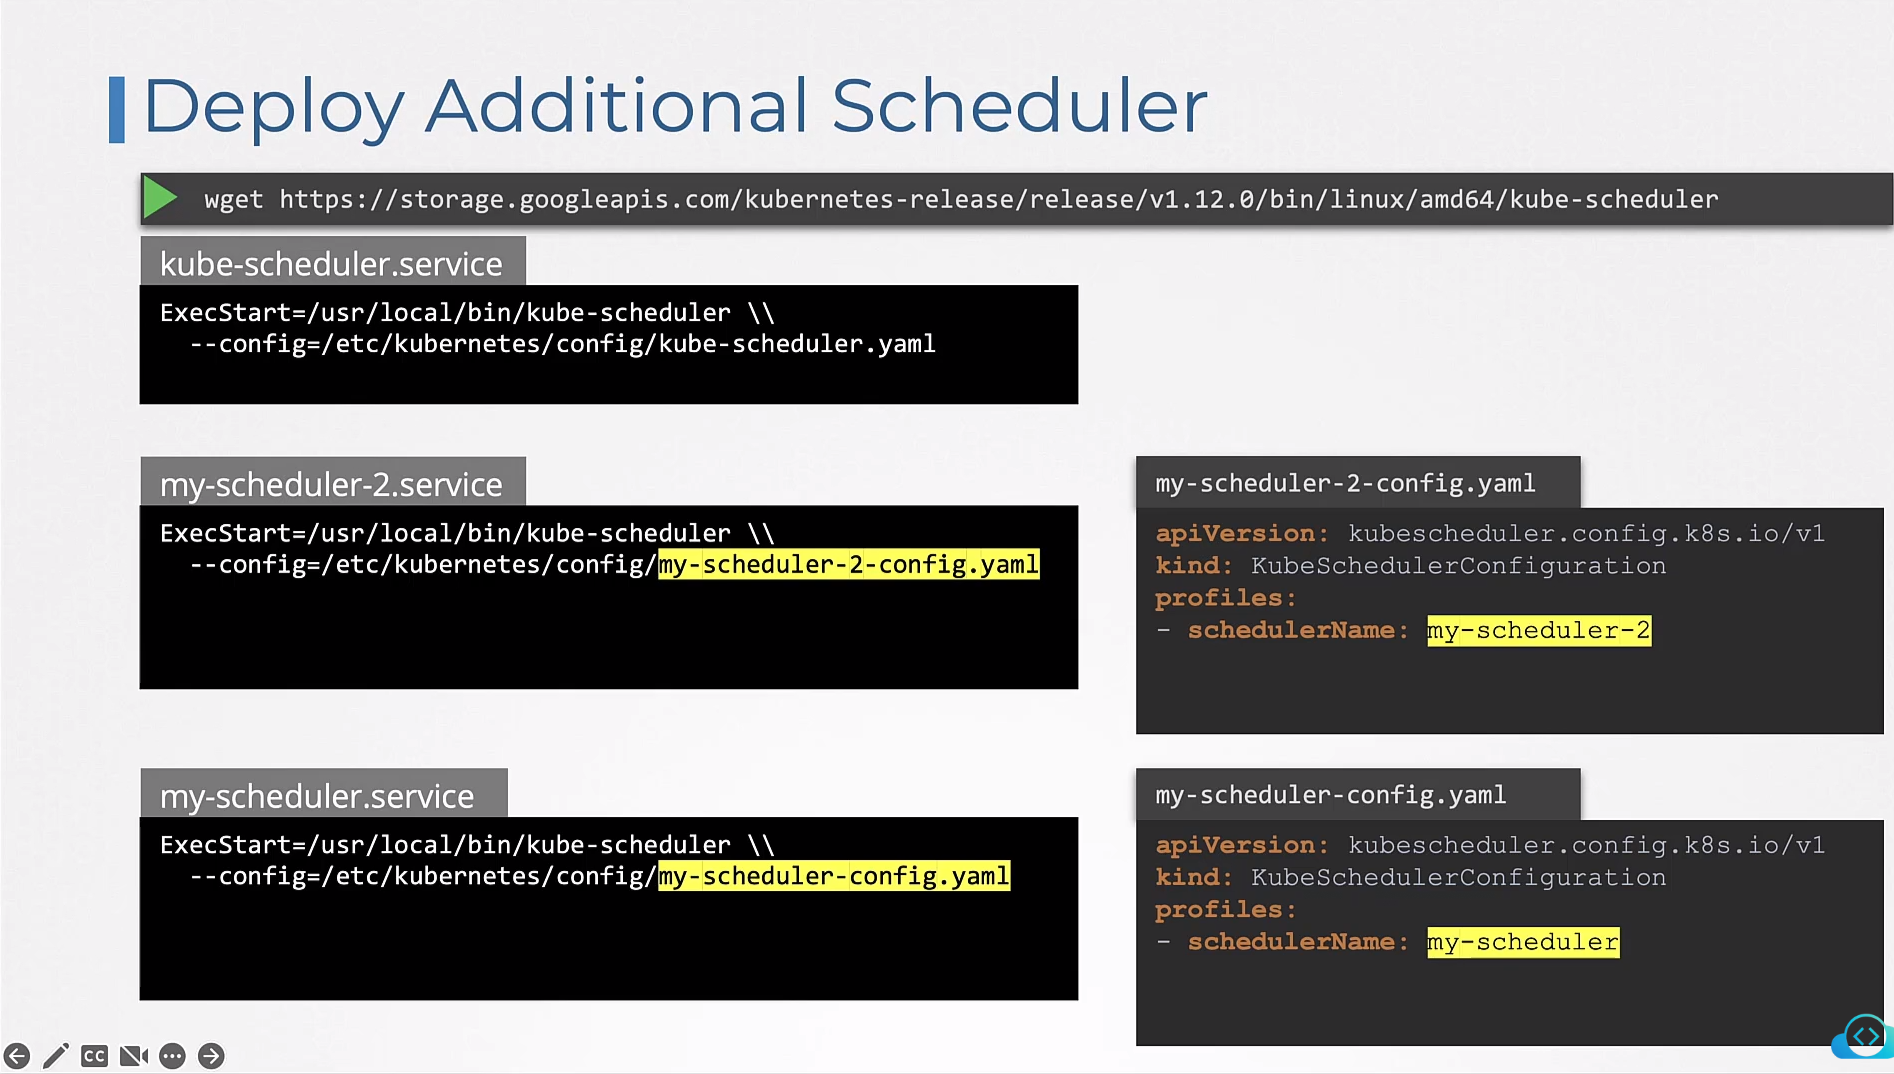 Deploy Additional Scheduler
wget https://storage.googleapis.com/kubernetes-release/release/v1.12.0/bin/linux/amd64/kube-scheduler
kube-scheduler.service
ExecStart=/usr/local/bin/kube-scheduler \\
--config=/etc/kubernetes/config/kube-scheduler.yaml
my-scheduler-2.service
ExecStart=/usr/local/bin/kube-scheduler \\
--config=/etc/kubernetes/config/my-scheduler-2-config.yaml
my-scheduler-2-config.yaml
apiVersion: kubescheduler.config.k8s.io/v1
kind: KubeSchedulerConfiguration
profiles:
- schedulerName: my-scheduler-2
my-scheduler.service
ExecStart=/usr/local/bin/kube-scheduler \\
--config=/etc/kubernetes/config/my-scheduler-config.yaml
my-scheduler-config.yaml
apiVersion: kubescheduler.config.k8s.io/v1
kind: KubeSchedulerConfiguration
profiles:
- schedulerName: my-scheduler
CC